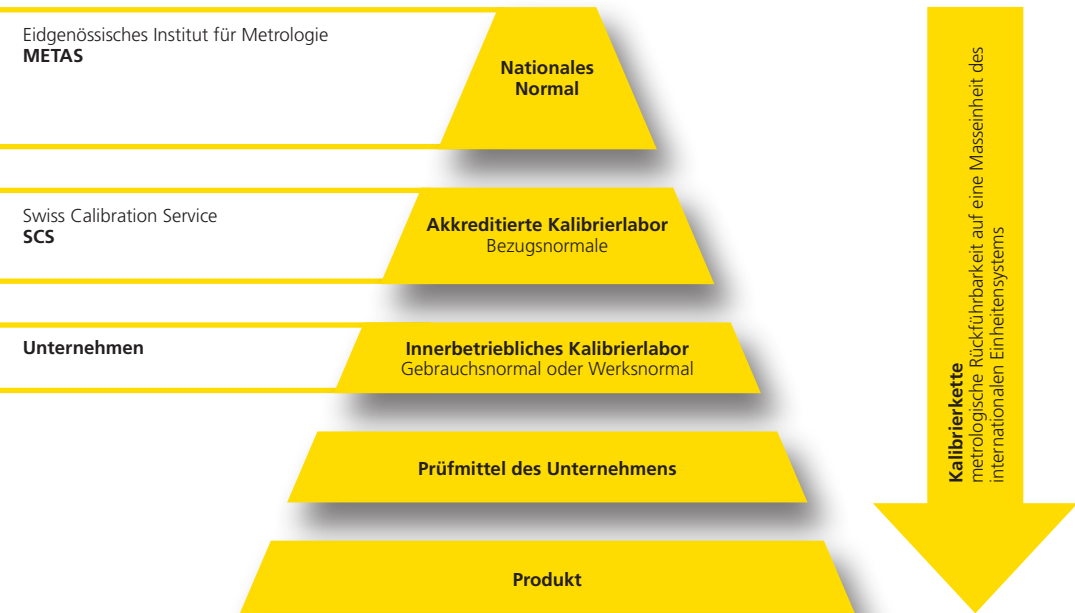 Eidgenössisches Institut für Metrologie
METAS
Nationales
Normal
Swiss Calibration Service
SCS
Akkreditierte Kalibrierlabor
Bezugsnormale
Unternehmen
Innerbetriebliches Kalibrierlabor
Gebrauchsnormal oder Werksnormal
Prüfmittel des Unternehmens
Produkt
Kalibrierkette
metrologische Rückführbarkeit auf eine Masseinheit des
internationalen Einheitensystems